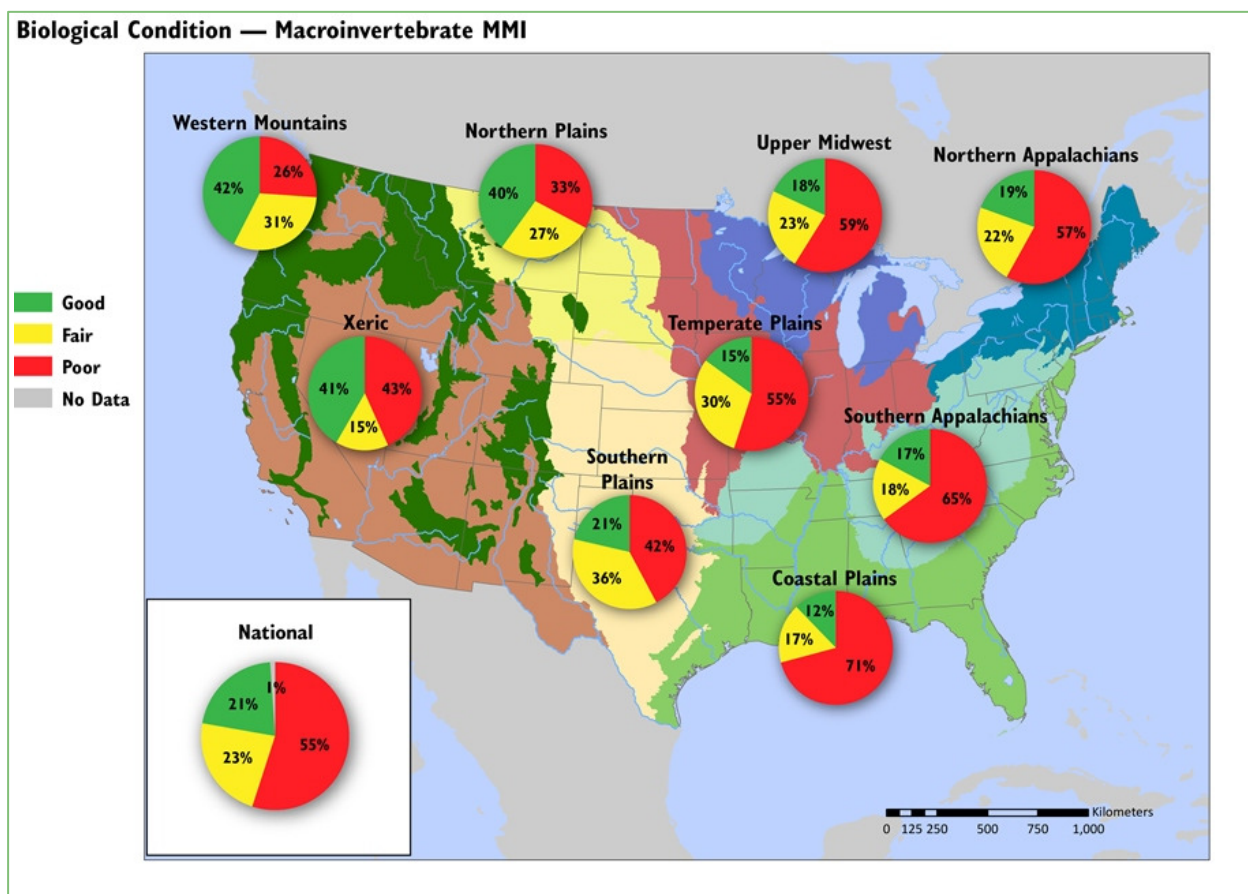 Biological Condition — Macroinvertebrate MMI
Western Mountains
42%
26%
31%
Northern Plains
40%
33%
27%
Upper Midwest
18%
23%
59%
Northern Appalachians
19%
22%
57%
Good
Fair
Poor
No Data
Xeric
41%
43%
15%
Temperate Plains
15%
30%
55%
Southern Appalachians
17%
18%
65%
Southern
Plains
21%
42%
36%
Coastal Plains
12%
17%
71%
National
1%
21%
23%
55%
Kilometers
0 125 250 500 750 1,000